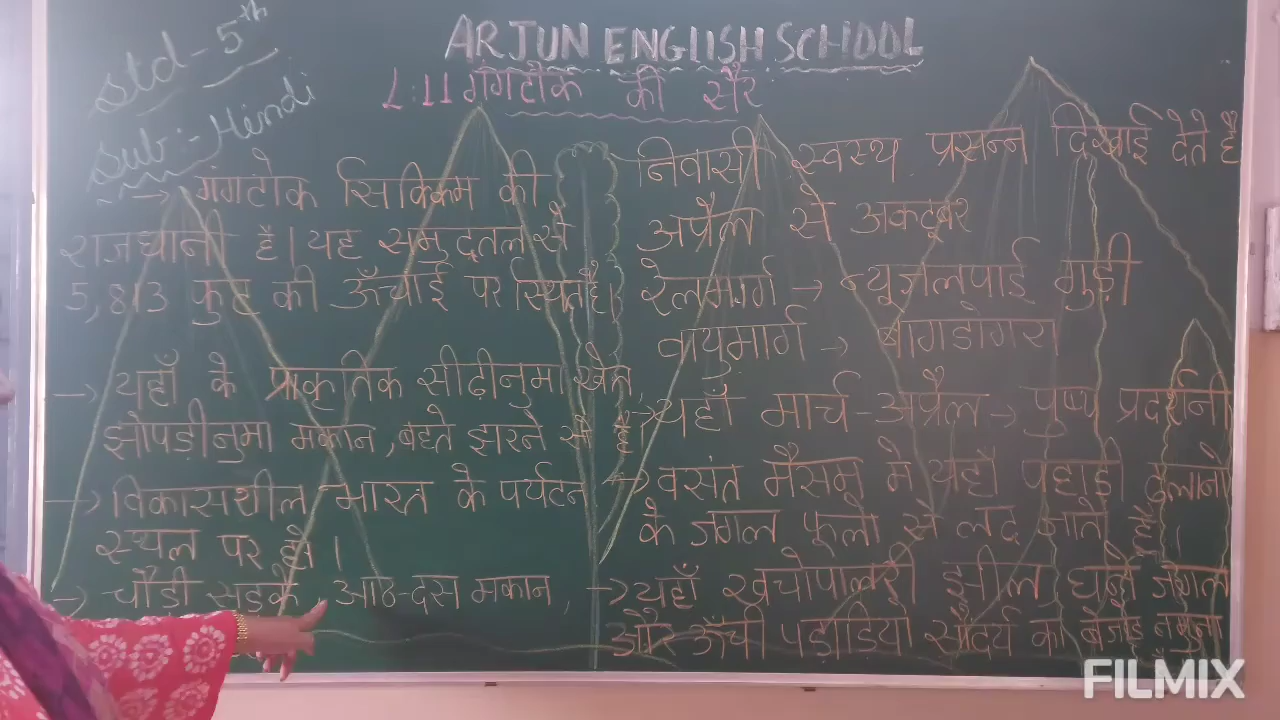 Std - 5th
Sub :- Hindi
ARJUN ENGLISH SCHOOL
L:11 गंगटोक की सैर
→ गंगटोक सिक्किम की
राजधानी है। यह समुद्रतल से
5,813 फुट की ऊँचाई पर स्थित है।
→ यहाँ के प्राकृतिक सीढ़ीनुमा खेत
झोपड़ीनुमा मकान, बहते झरने से है
→ विकासशील भारत के पर्यटन
स्थल पर हो।
→ चौड़ी सड़के, आठ-दस मकान,
निवासी स्वस्थ प्रसन्न दिखाई देते है
अप्रैल से अकटूबर
रेलमार्ग → न्यूजलपाई गुड़ी
वायुमार्ग → बागडोगरा
→ यहाँ मार्च-अप्रैल → पुष्प प्रदर्शनी
→ वसंत मैसम मे यहाँ पहाड़ी ढलानो
के जंगल फूलो से लद जाते है।
→ यहाँ खेचोपालरी झील, घने जंगल
और ऊँची पहाडियो सौंदर्य का बेजोड़ नमुना
FILMIX